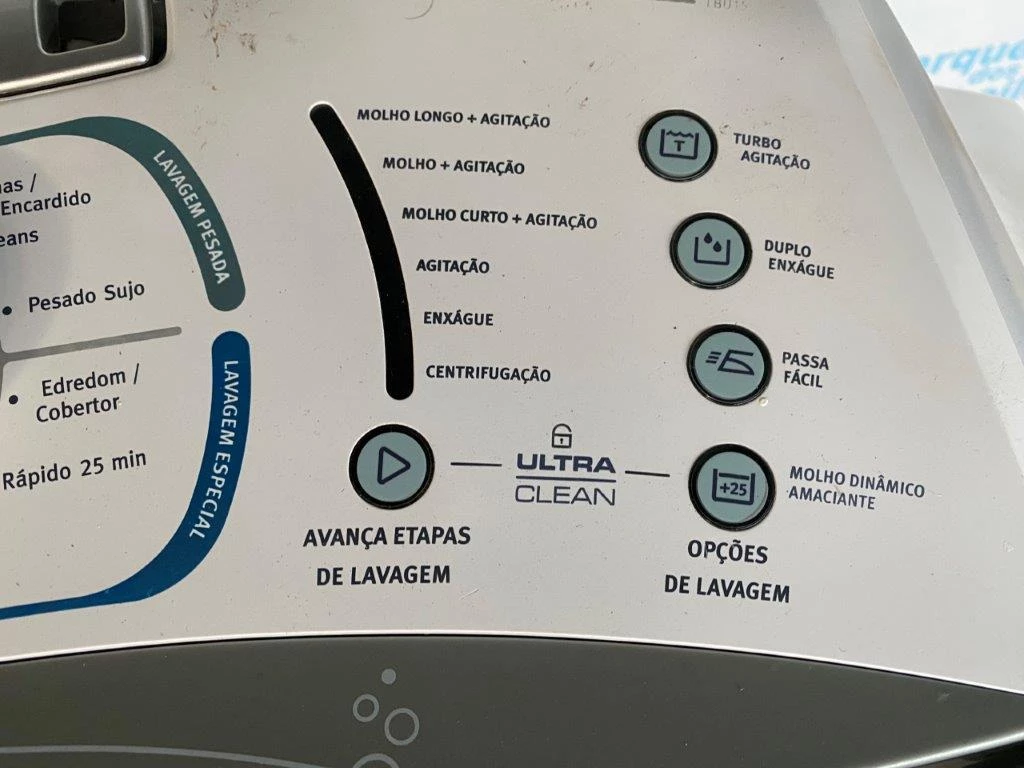 MOLHO LONGO + AGITAÇÃO
MOLHO + AGITAÇÃO
MOLHO CURTO + AGITAÇÃO
AGITAÇÃO
ENXÁGUE
CENTRIFUGAÇÃO
TURBO
AGITAÇÃO
T
DUPLO
ENXÁGUE
PASSA
FÁCIL
MOLHO DINÂMICO
AMACIANTE
+25
ULTRA
CLEAN
AVANÇA ETAPAS
DE LAVAGEM
OPÇÕES
DE LAVAGEM
LAVAGEM PESADA
Encardido
• Pesado Sujo
• Edredom /
Cobertor
Rápido 25 min
LAVAGEM ESPECIAL
dos